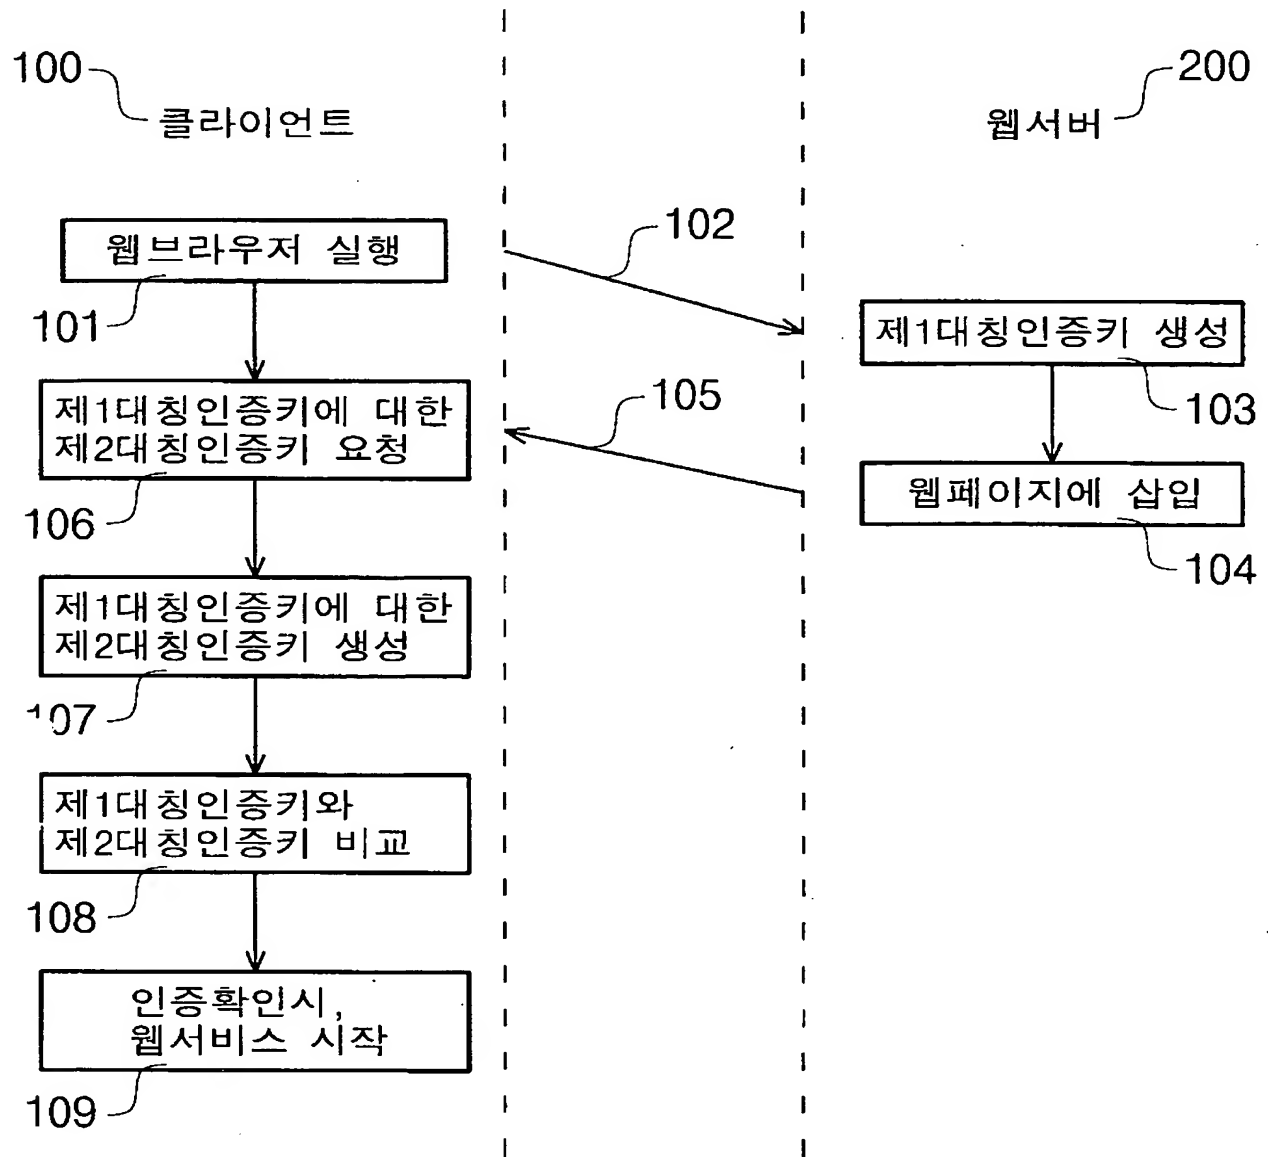 100
클라이언트
200
웹서버
102
웹브라우저 실행
101
제1대칭인증키 생성
103
105
제1대칭인증키에 대한
제2대칭인증키 요청
106
웹페이지에 삽입
104
제1대칭인증키에 대한
제2대칭인증키 생성
107
제1대칭인증키와
제2대칭인증키 비교
108
인증확인시,
웹서비스 시작
109